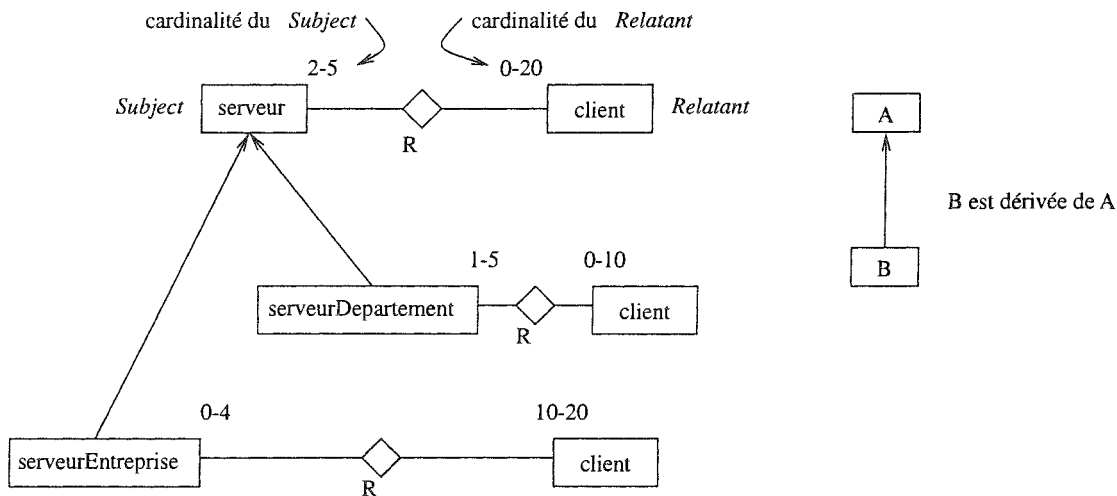 cardinalité du Subject
cardinalité du Relatant
2-5
0-20
Subject
serveur
client
Relatant
R
A
B est dérivée de A
B
1-5
0-10
serveurDepartement
client
R
0-4
10-20
serveurEntreprise
client
R